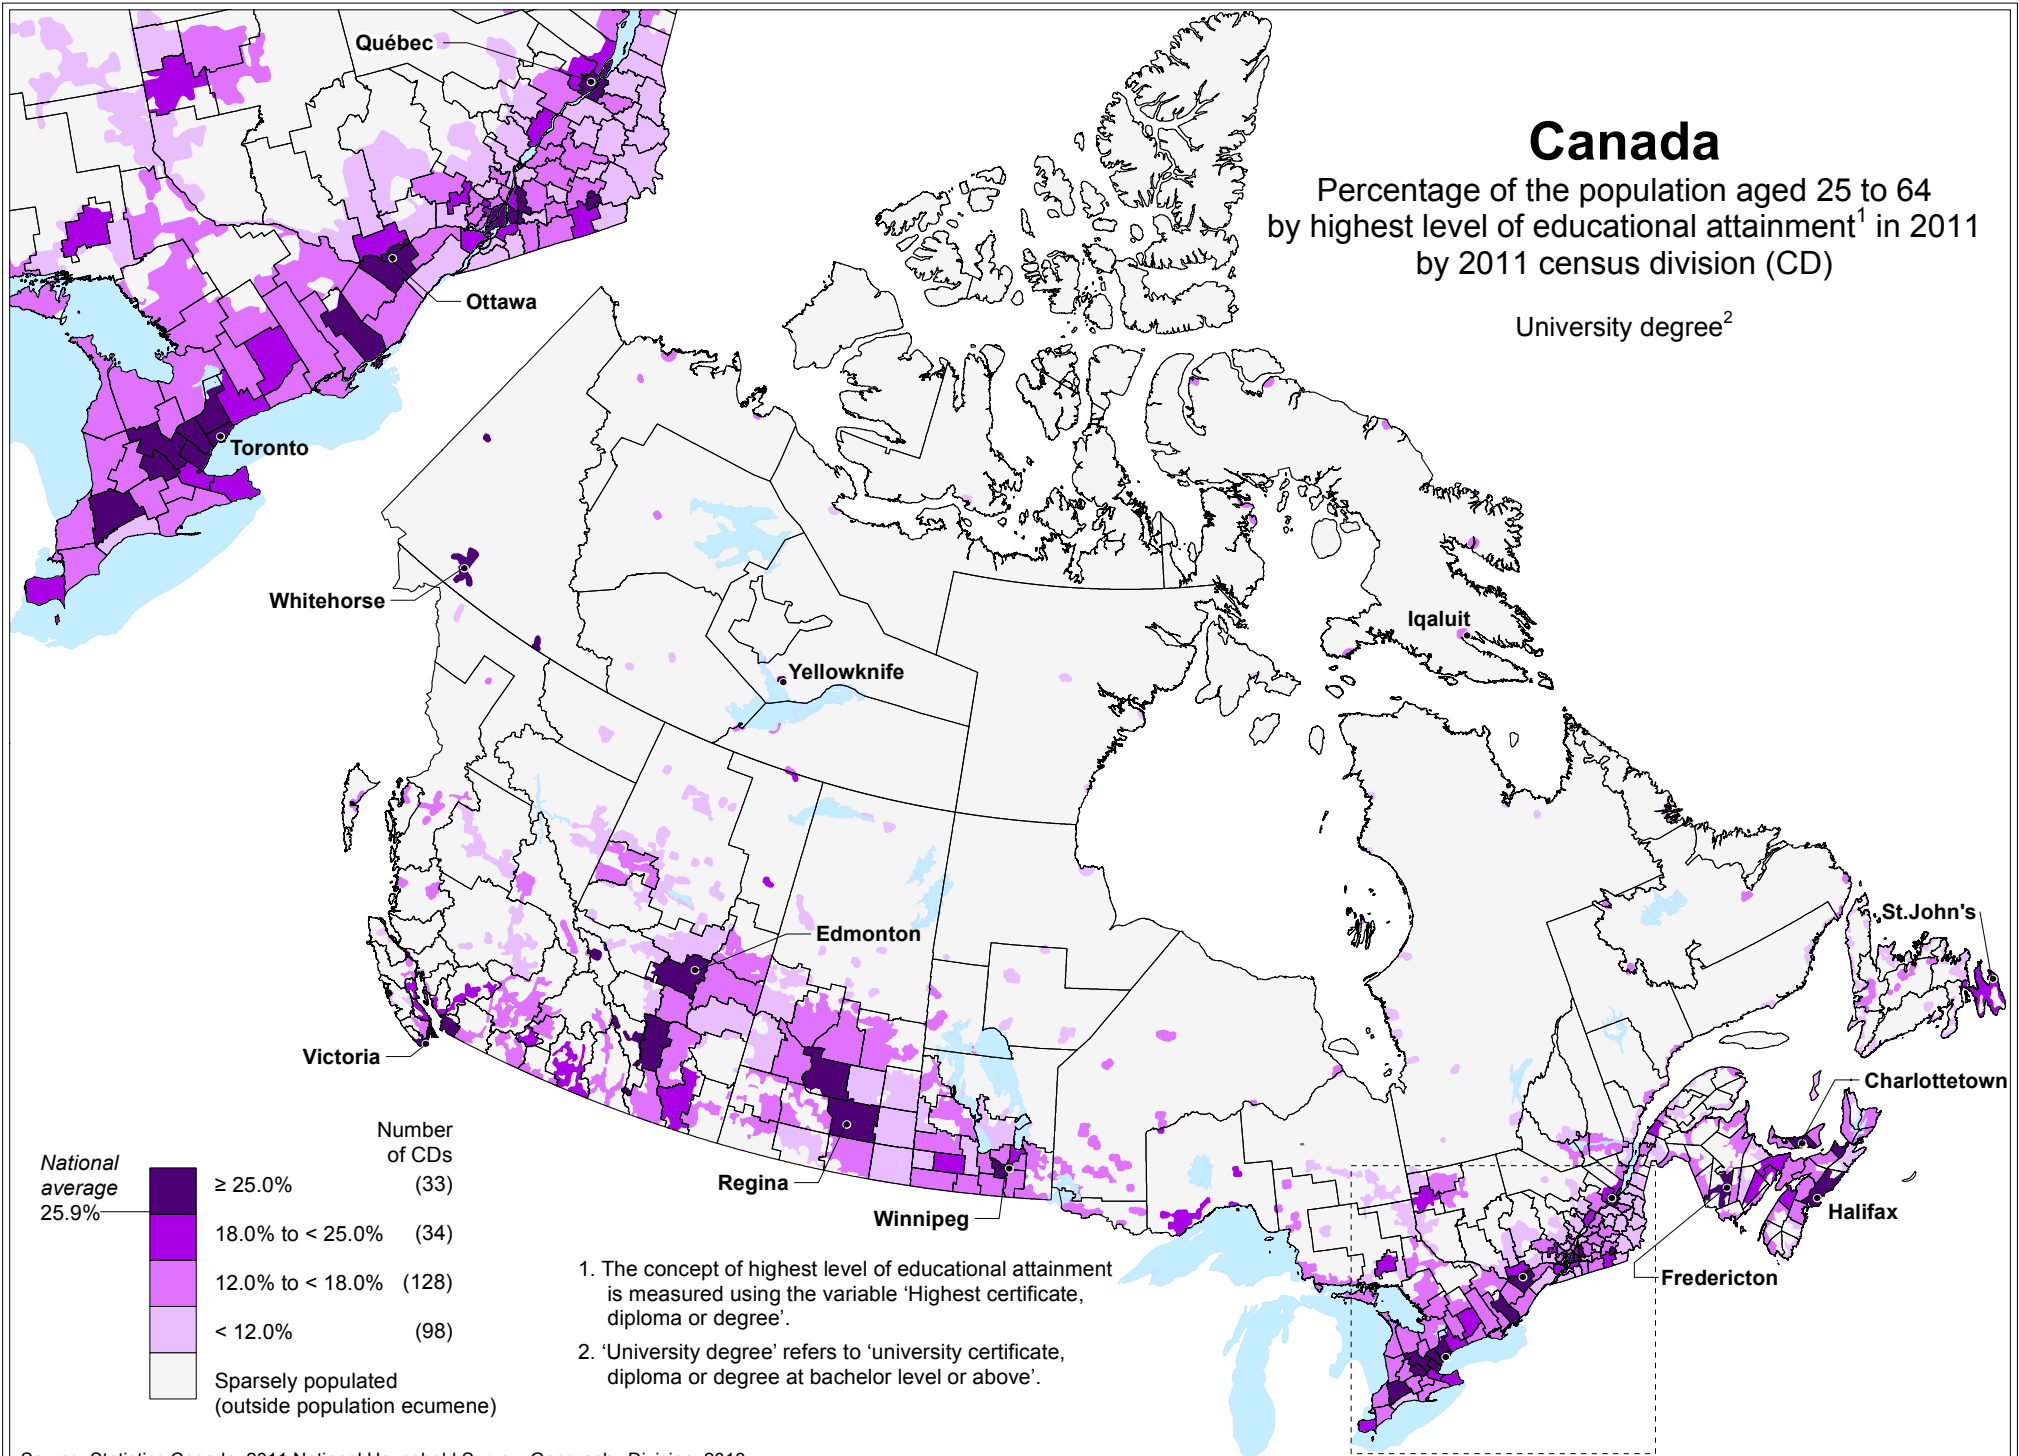 Canada
Percentage of the population aged 25 to 64
by highest level of educational attainment1 in 2011
by 2011 census division (CD)
University degree2
Québec
Ottawa
Toronto
Whitehorse
Yellowknife
Iqaluit
Edmonton
St.John's
Victoria
Charlottetown
Regina
Winnipeg
Halifax
Fredericton
Number
of CDs
National
average
25.9%
≥ 25.0% (33)
18.0% to < 25.0% (34)
12.0% to < 18.0% (128)
< 12.0% (98)
Sparsely populated
(outside population ecumene)
1. The concept of highest level of educational attainment
is measured using the variable ‘Highest certificate,
diploma or degree’.
2. ‘University degree’ refers to ‘university certificate,
diploma or degree at bachelor level or above’.